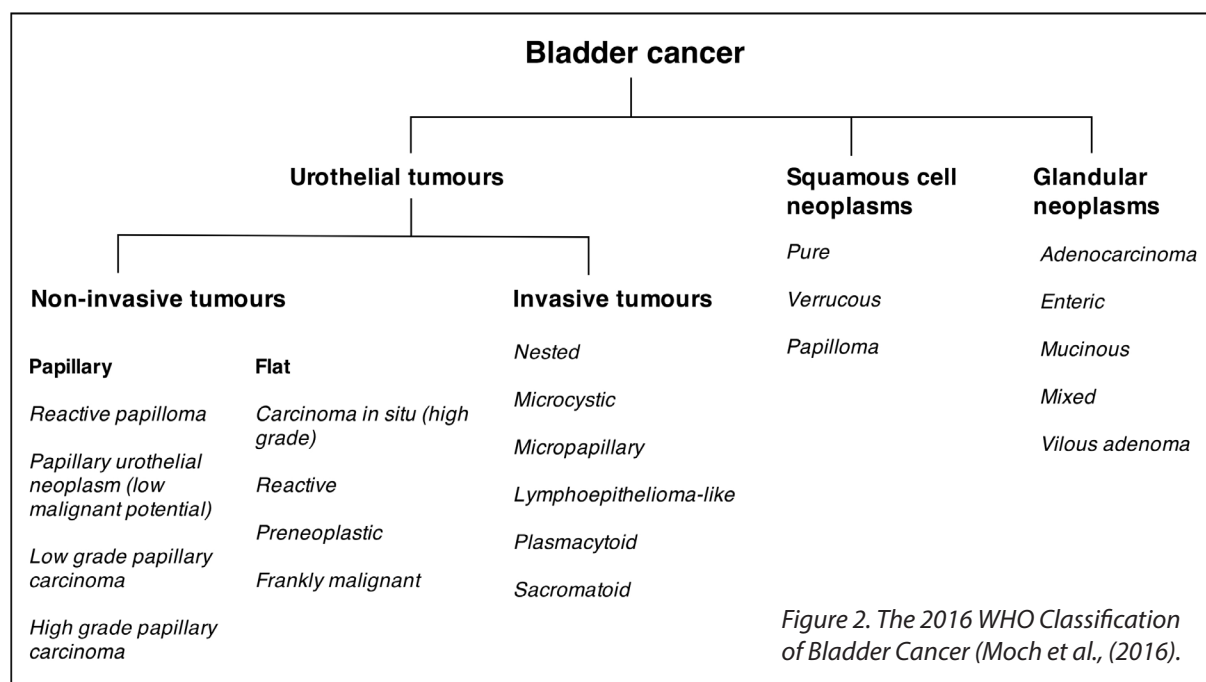 Bladder cancer
Urothelial tumours
Squamous cell
neoplasms
Glandular
neoplasms
Pure
Verrucous
Papilloma
Adenocarcinoma
Enteric
Mucinous
Mixed
Vilous adenoma
Non-invasive tumours
Invasive tumours
Papillary
Reactive papilloma
Papillary urothelial
neoplasm (low
malignant potential)
Low grade papillary
carcinoma
High grade papillary
carcinoma
Flat
Carcinoma in situ (high
grade)
Reactive
Preneoplastic
Frankly malignant
Nested
Microcystic
Micropapillary
Lymphoepithelioma-like
Plasmacytoid
Sacromatoid
Figure 2. The 2016 WHO Classification
of Bladder Cancer (Moch et al., (2016).